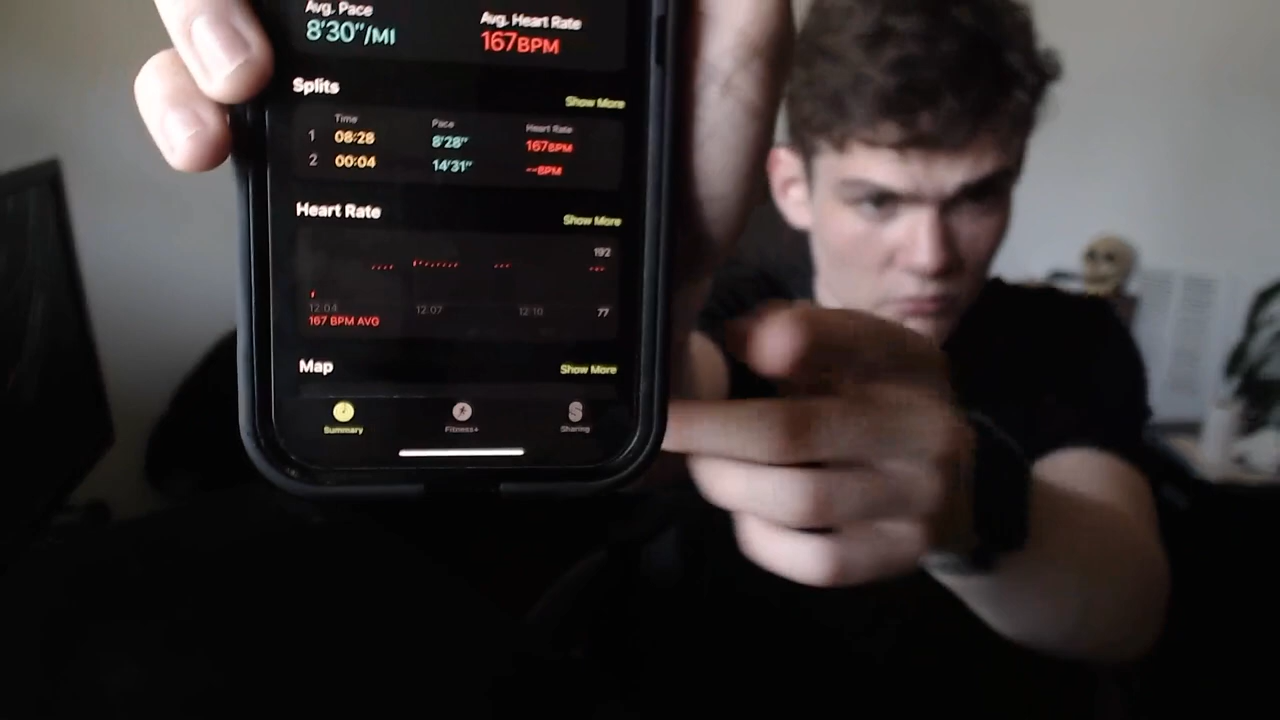 Avg. Pace Avg. Heart Rate
8'30"/MI 167BPM
Splits Show More
Time Pace Heart Rate
1 08:28 8'28" 167BPM
2 00:04 14'31" --BPM
Heart Rate Show More
192
12:04 12:07 12:10 77
167 BPM AVG
Map Show More
Summary Fitness+ Sharing